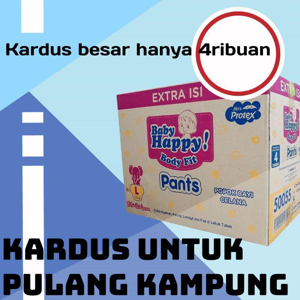 Kardus besar hanya 4ribuan
EXTRA ISI
Protex
Baby
Happy!
Body Fit
Pants
L
POPOK BAYI
CELANA
4
50055
KARDUS UNTUK
PULANG KAMPUNG